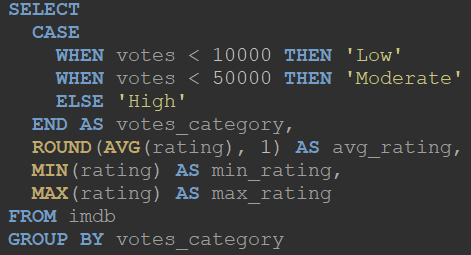 SELECT
  CASE
    WHEN votes < 10000 THEN 'Low'
    WHEN votes < 50000 THEN 'Moderate'
    ELSE 'High'
  END AS votes_category,
  ROUND(AVG(rating), 1) AS avg_rating,
  MIN(rating) AS min_rating,
  MAX(rating) AS max_rating
FROM imdb
GROUP BY votes_category